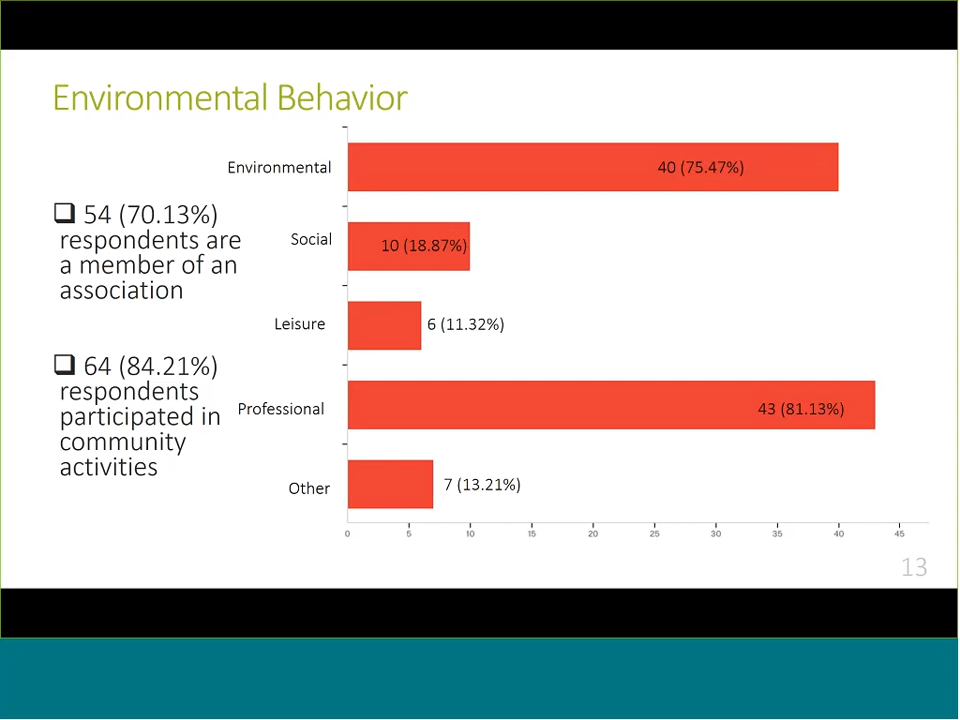 Environmental Behavior
❑ 54 (70.13%)
respondents are
a member of an
association
❑ 64 (84.21%)
respondents
participated in
community
activities
Environmental
40 (75.47%)
Social
10 (18.87%)
Leisure
6 (11.32%)
Professional
43 (81.13%)
Other
7 (13.21%)
0 5 10 15 20 25 30 35 40 45
13